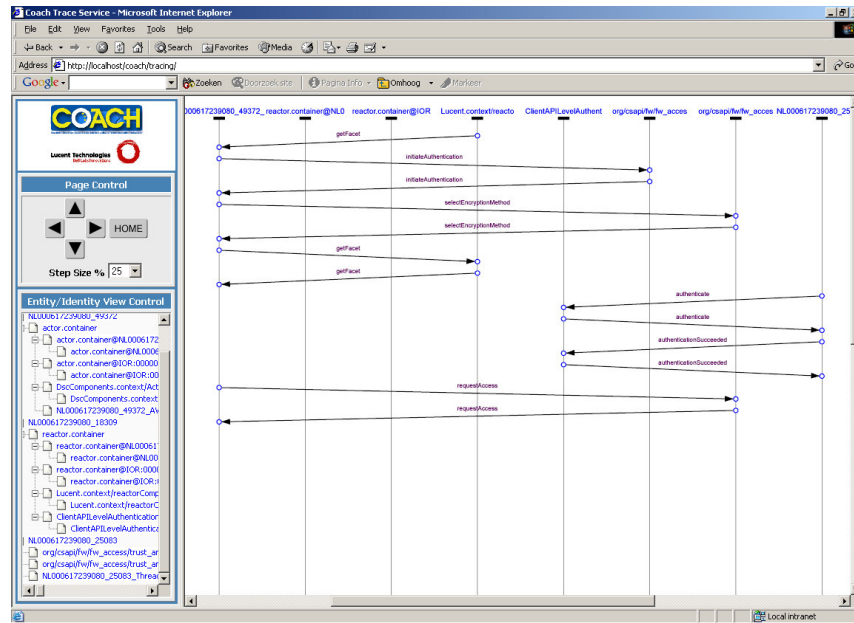 Coach Trace Service - Microsoft Internet Explorer
File Edit View Favorites Tools Help
Back Search Favorites Media
Address http://localhost/coach/tracing/ Go
Google Zoeken Doorzoek site Pagina Info Omhoog Markeer
COACH
Lucent Technologies
Bell Labs Innovations
Page Control
HOME
Step Size % 25
Entity/Identity View Control
NL000617239080_49372
actor.container
actor.container@NL0006172
actor.container@NL0006
actor.container@IOR:00000
actor.container@IOR:00
DscComponents.context/Act
DscComponents.context
NL000617239080_49372_AV
NL000617239080_18309
reactor.container
reactor.container@NL00061
reactor.container@NL00
reactor.container@IOR:000
reactor.container@IOR:
Lucent.context/reactorComp
Lucent.context/reactorC
ClientAPILevelAuthentication
ClientAPILevelAuthentica
NL000617239080_25083
org/csapi/fw/fw_access/trust_ar
org/csapi/fw/fw_access/trust_ar
NL000617239080_25083_Threa
000617239080_49372_ reactor.container@NL0 reactor.container@IOR Lucent.context/reacto ClientAPILevelAuthent org/csapi/fw/fw_acces org/csapi/fw/fw_acces NL000617239080_25
getFacet
initiateAuthentication
initiateAuthentication
selectEncryptionMethod
selectEncryptionMethod
getFacet
getFacet
authenticate
authenticate
authenticationSucceeded
authenticationSucceeded
requestAccess
requestAccess
Local intranet